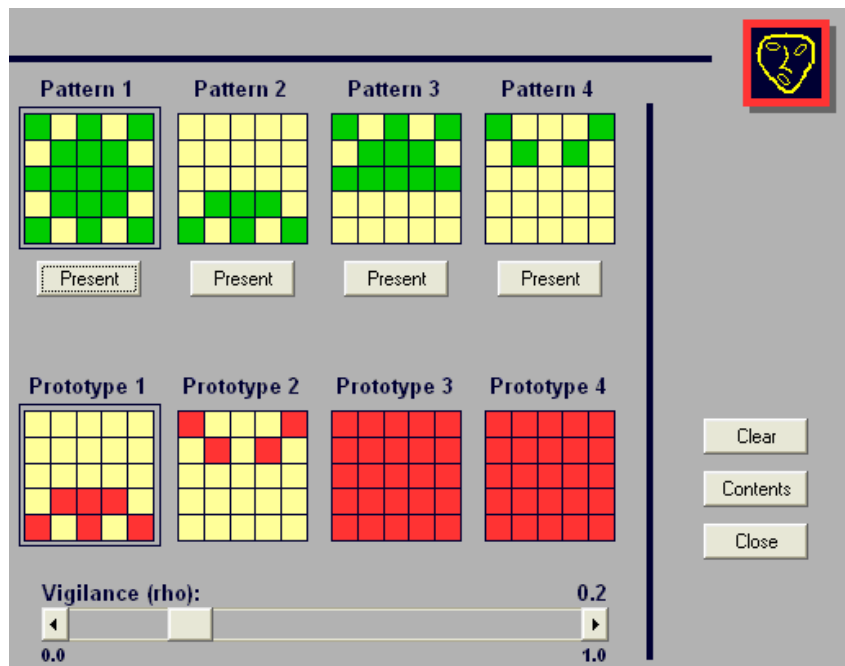 Pattern 1 Pattern 2 Pattern 3 Pattern 4
Present Present Present Present
Prototype 1 Prototype 2 Prototype 3 Prototype 4
Clear
Contents
Close
Vigilance (rho): 0.2
0.0 1.0